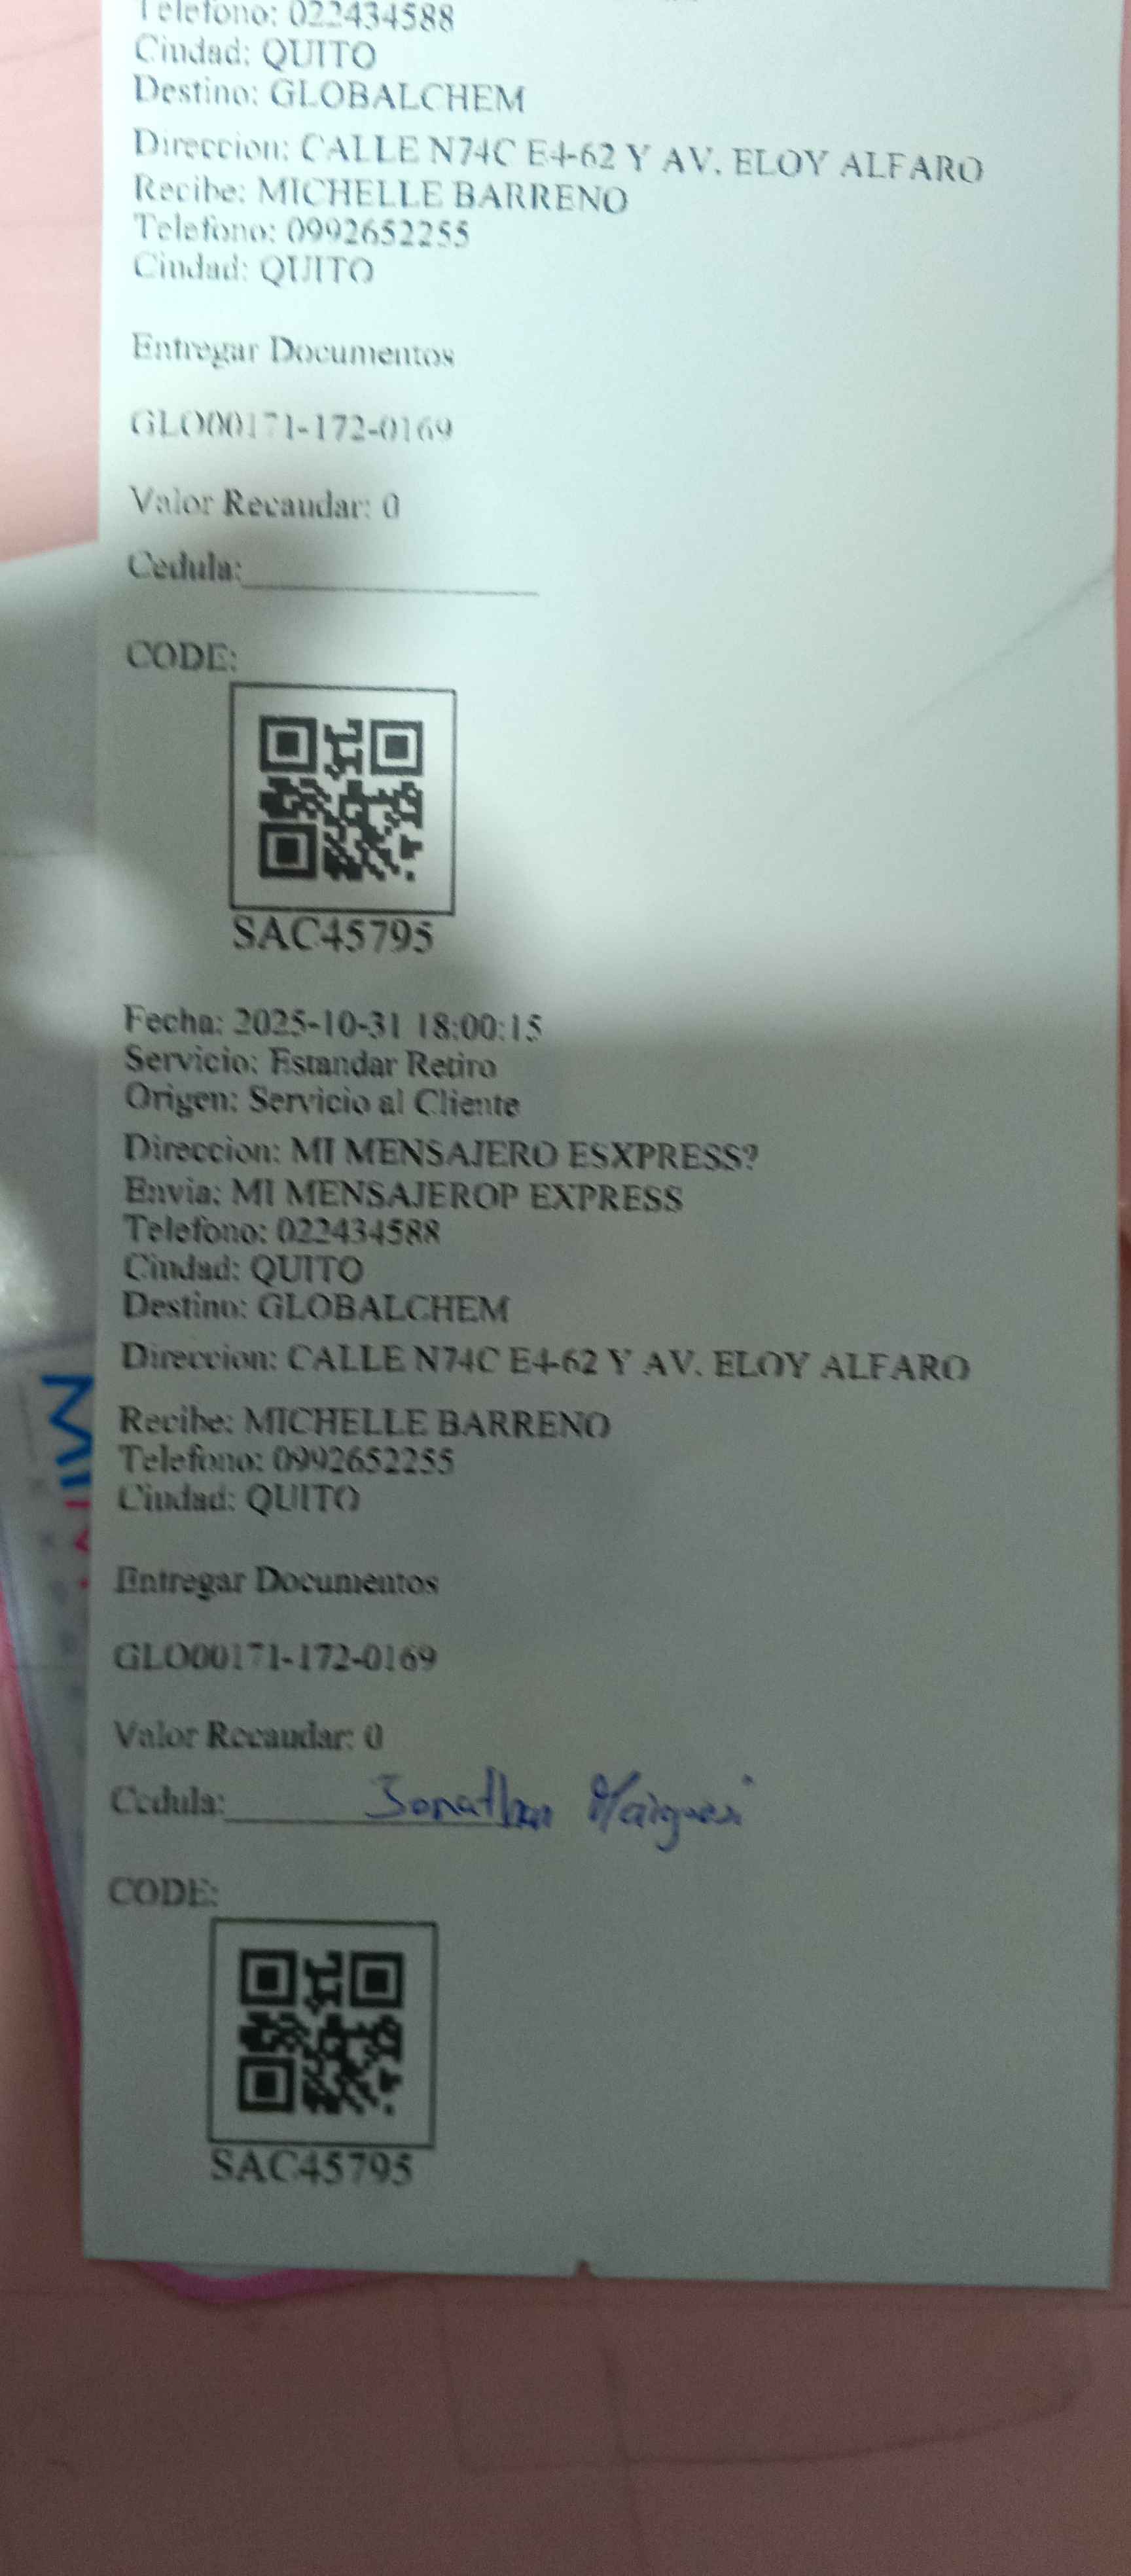 Telefono: 022434588
Ciudad: QUITO
Destino: GLOBALCHEM
Direccion: CALLE N74C E4-62 Y AV. ELOY ALFARO
Recibe: MICHELLE BARRENO
Telefono: 0992652255
Ciudad: QUITO
Entregar Documentos
GLO00171-172-0169
Valor Recaudar: 0
Cedula:
CODE:
SAC45795
Fecha: 2025-10-31 18:00:15
Servicio: Estandar Retiro
Origen: Servicio al Cliente
Direccion: MI MENSAJERO ESXPRESS?
Envia: MI MENSAJEROP EXPRESS
Telefono: 022434588
Ciudad: QUITO
Destino: GLOBALCHEM
Direccion: CALLE N74C E4-62 Y AV. ELOY ALFARO
Recibe: MICHELLE BARRENO
Telefono: 0992652255
Ciudad: QUITO
Entregar Documentos
GLO00171-172-0169
Valor Recaudar: 0
Cedula: Jonathan
CODE:
SAC45795